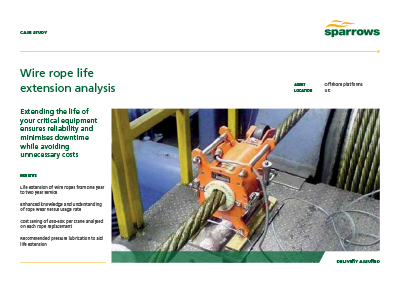 CASE STUDY
sparrows
Wire rope life
extension analysis
ASSET Offshore platforms
LOCATION
Extending the life of
your critical equipment
ensures reliability and
minimises downtime
while avoiding
unnecessary costs
BENEFITS
Life extension of wire ropes from one year
to two year service
Enhanced knowledge and understanding
of rope wear versus usage rate
Cost saving of per crane analysed
on each rope replacement
Recommended pressure lubrication to aid
life extension
DELIVERY ASSURED